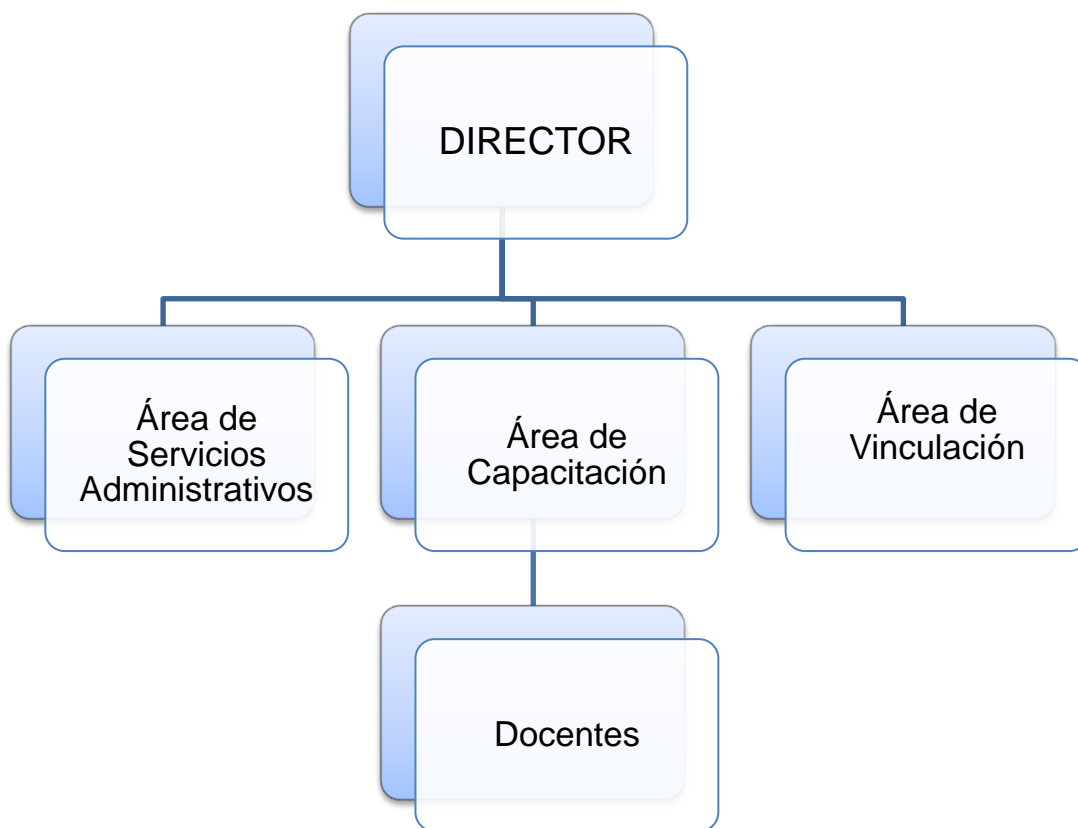 DIRECTOR
Área de
Servicios
Administrativos
Área de
Capacitación
Área de
Vinculación
Docentes